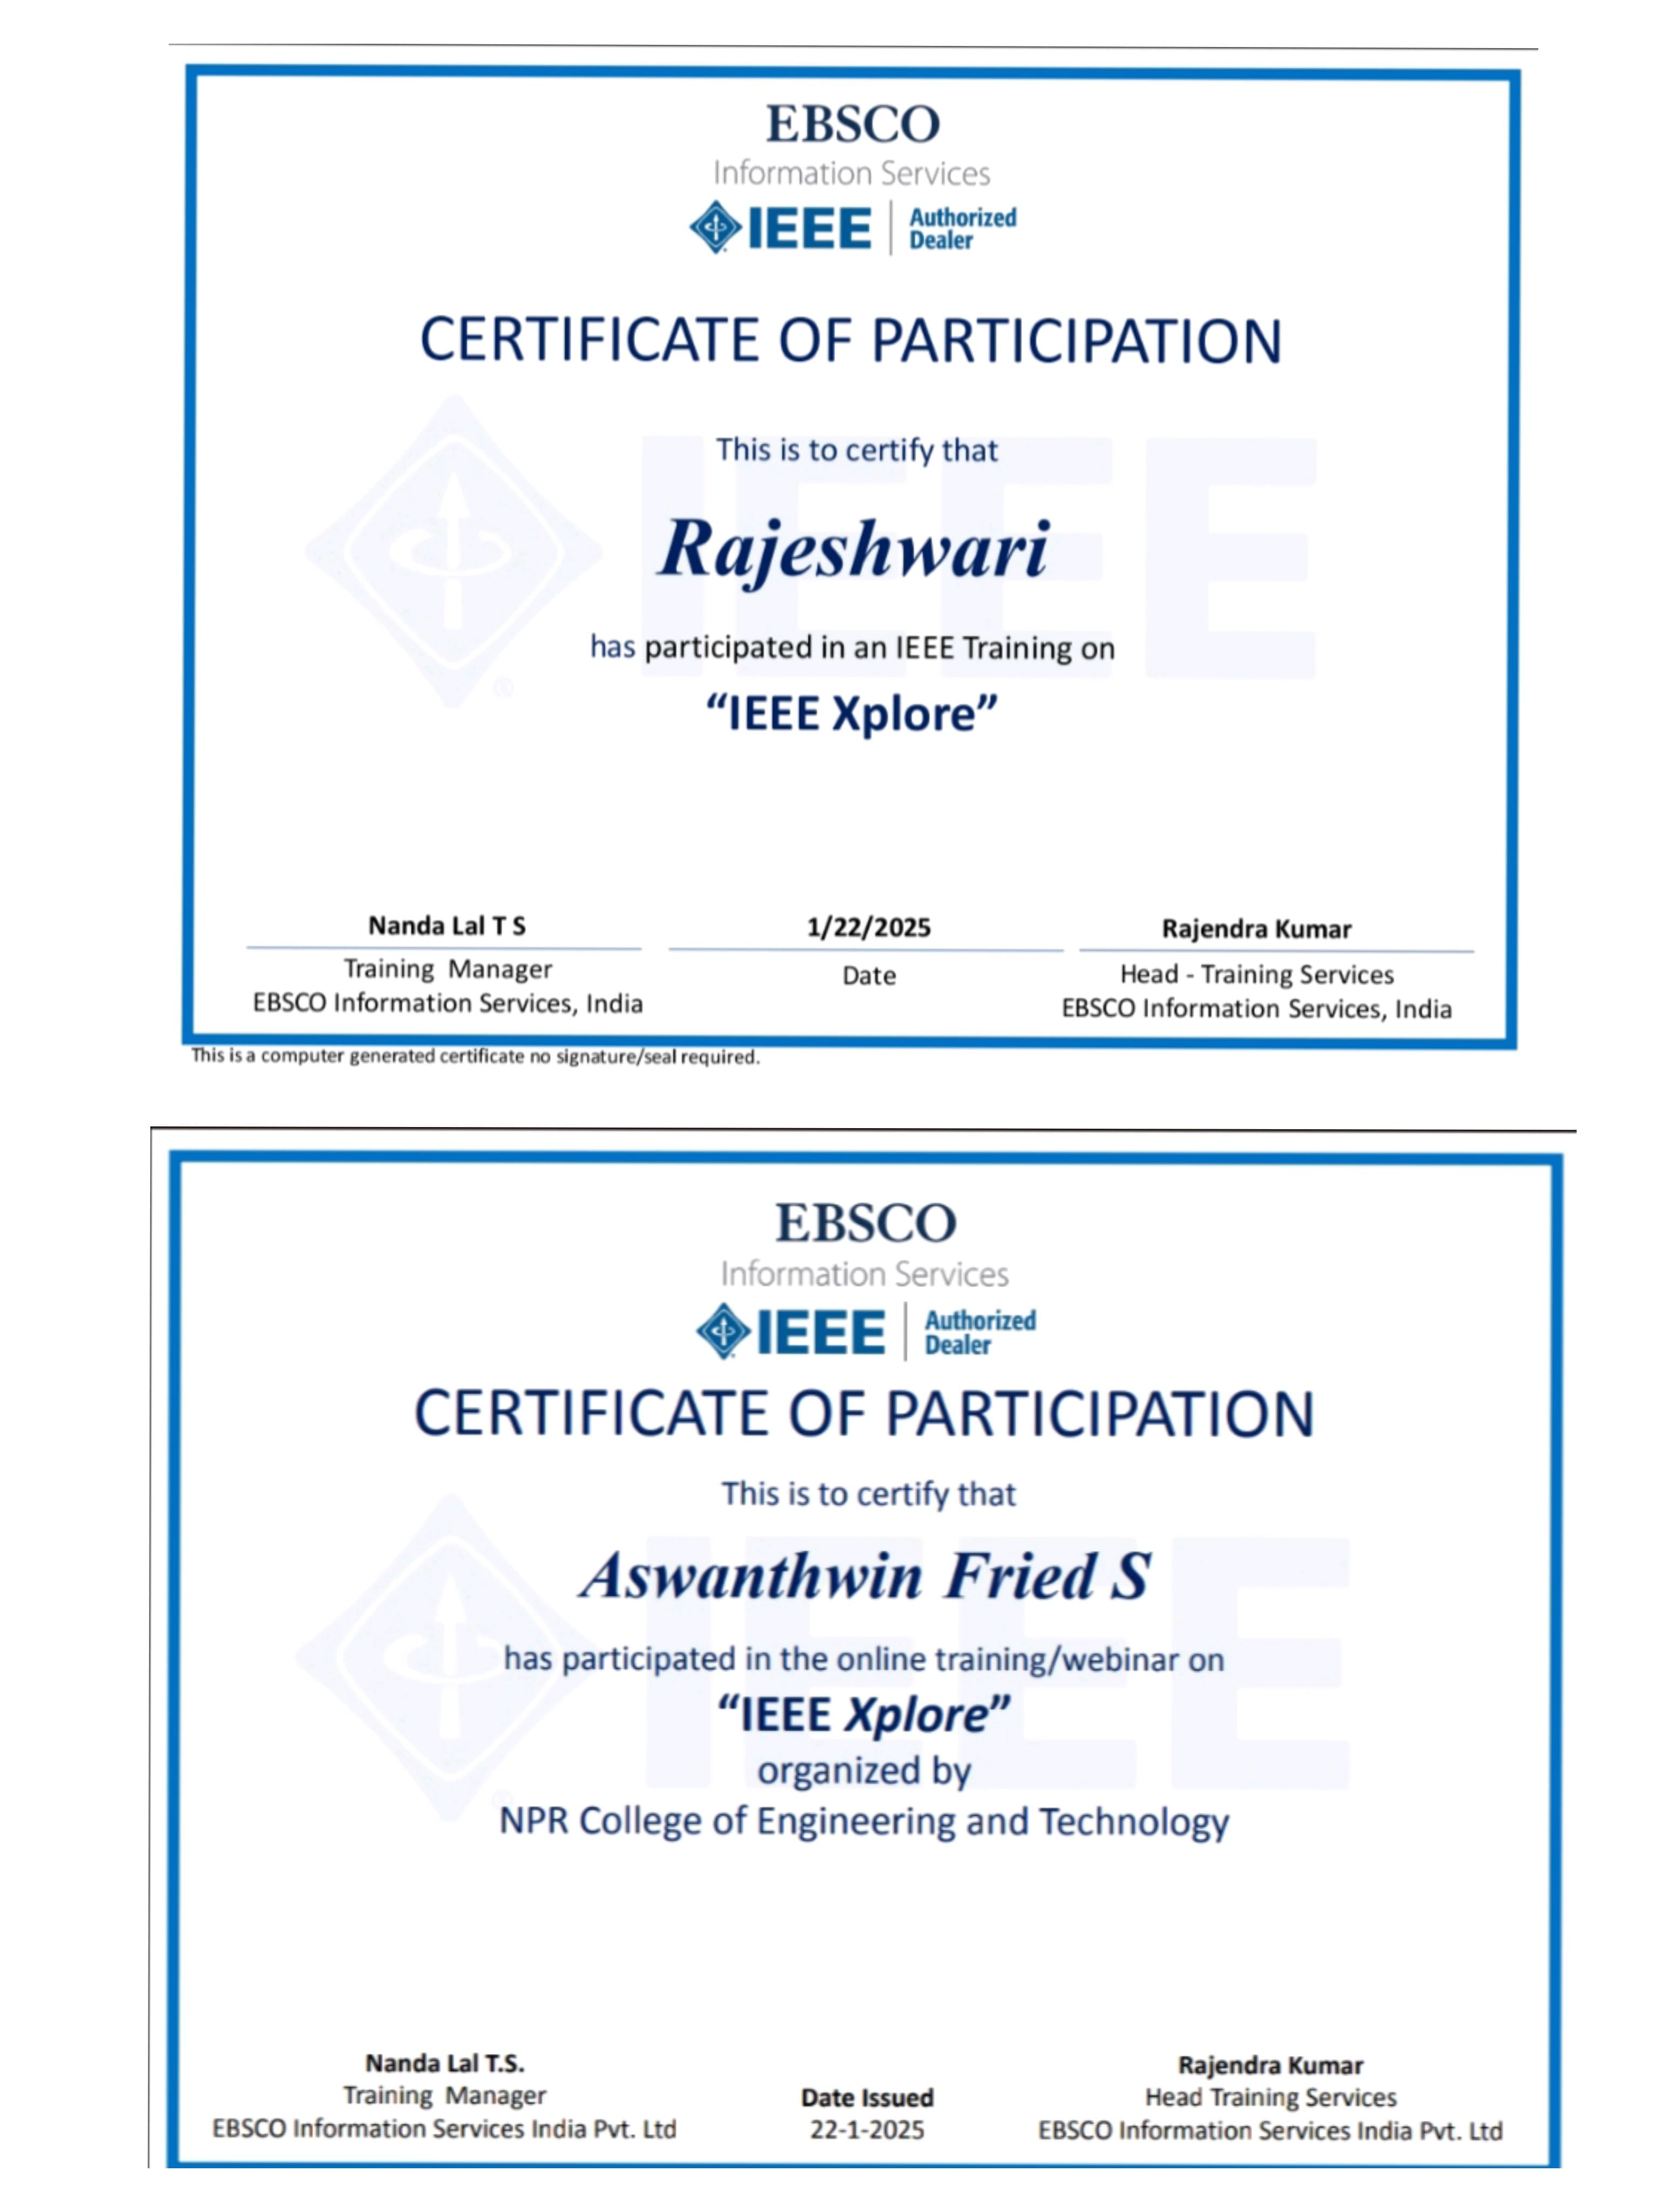 EBSCO
Information Services
IEEE Authorized Dealer
CERTIFICATE OF PARTICIPATION
This is to certify that
Rajeshwari
has participated in an IEEE Training on
“IEEE Xplore”
Nanda Lal T S 1/22/2025 Rajendra Kumar
Training Manager Date Head - Training Services
EBSCO Information Services, India EBSCO Information Services, India
This is a computer generated certificate no signature/seal required.
EBSCO
Information Services
IEEE Authorized Dealer
CERTIFICATE OF PARTICIPATION
This is to certify that
Aswanthwin Fried S
has participated in the online training/webinar on
“IEEE Xplore”
organized by
NPR College of Engineering and Technology
Nanda Lal T.S. Rajendra Kumar
Training Manager Date Issued Head Training Services
EBSCO Information Services India Pvt. Ltd 22-1-2025 EBSCO Information Services India Pvt. Ltd